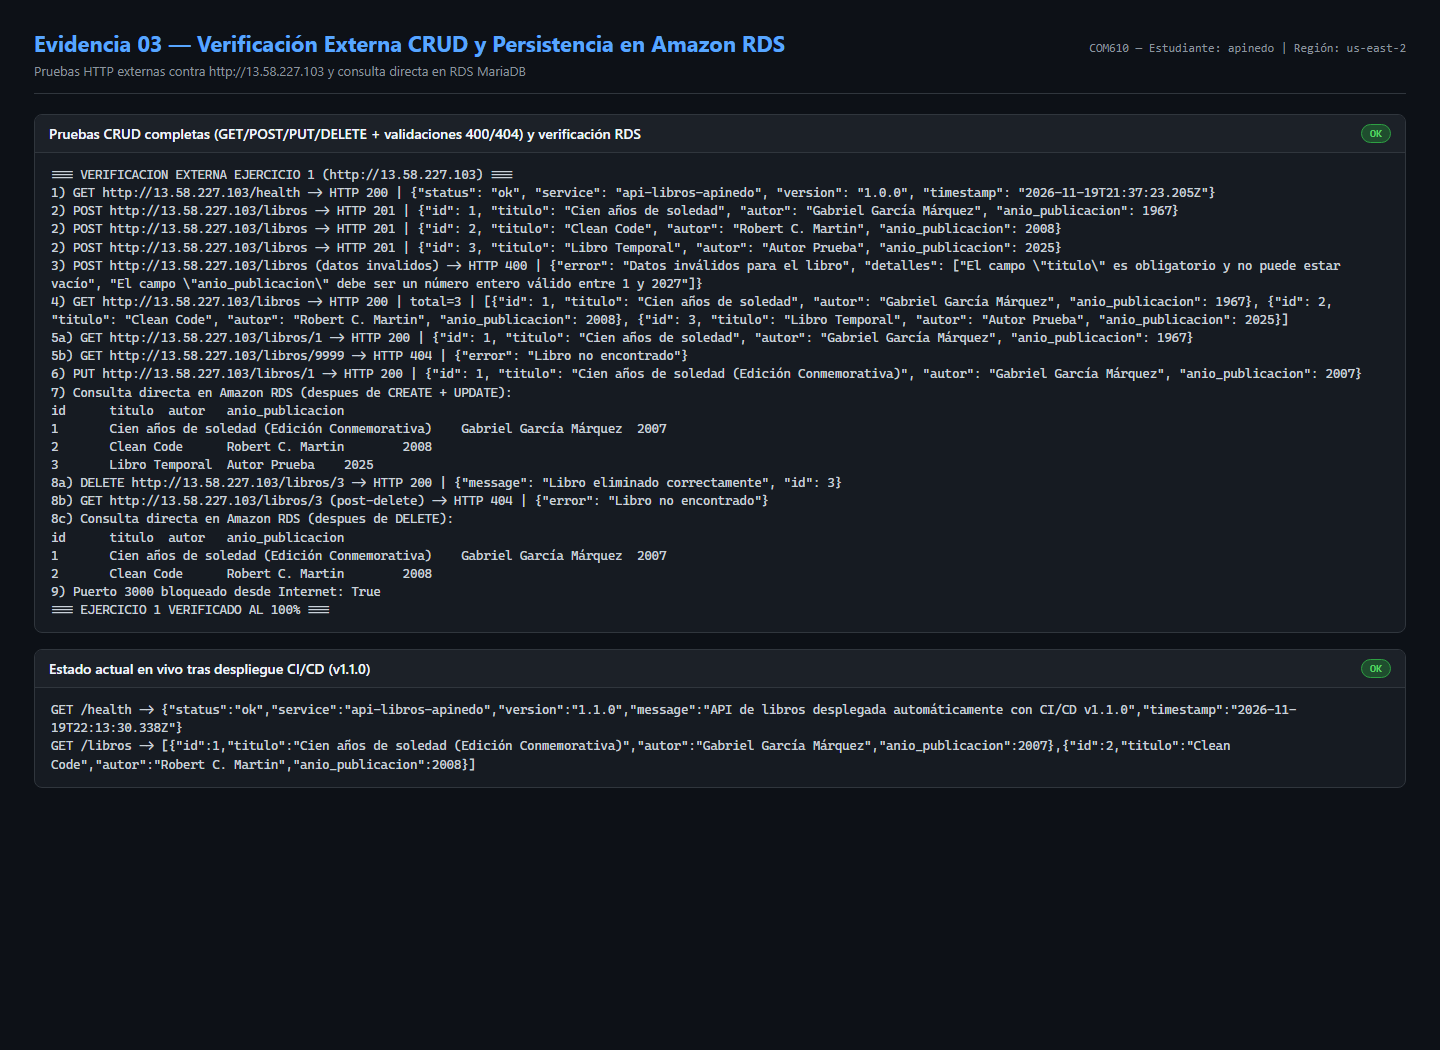 Evidencia 03 — Verificación Externa CRUD y Persistencia en Amazon RDS
COM610 — Estudiante: apinedo | Región: us-east-2
Pruebas HTTP externas contra http://13.58.227.103 y consulta directa en RDS MariaDB
Pruebas CRUD completas (GET/POST/PUT/DELETE + validaciones 400/404) y verificación RDS
OK
=== VERIFICACION EXTERNA EJERCICIO 1 (http://13.58.227.103) ===
1) GET http://13.58.227.103/health -> HTTP 200 | {"status": "ok", "service": "api-libros-apinedo", "version": "1.0.0", "timestamp": "2026-11-19T21:37:23.205Z"}
2) POST http://13.58.227.103/libros -> HTTP 201 | {"id": 1, "titulo": "Cien años de soledad", "autor": "Gabriel García Márquez", "anio_publicacion": 1967}
2) POST http://13.58.227.103/libros -> HTTP 201 | {"id": 2, "titulo": "Clean Code", "autor": "Robert C. Martin", "anio_publicacion": 2008}
2) POST http://13.58.227.103/libros -> HTTP 201 | {"id": 3, "titulo": "Libro Temporal", "autor": "Autor Prueba", "anio_publicacion": 2025}
3) POST http://13.58.227.103/libros (datos invalidos) -> HTTP 400 | {"error": "Datos inválidos para el libro", "detalles": ["El campo \"titulo\" es obligatorio y no puede estar
vacío", "El campo \"anio_publicacion\" debe ser un número entero válido entre 1 y 2027"]}
4) GET http://13.58.227.103/libros -> HTTP 200 | total=3 | [{"id": 1, "titulo": "Cien años de soledad", "autor": "Gabriel García Márquez", "anio_publicacion": 1967}, {"id": 2,
"titulo": "Clean Code", "autor": "Robert C. Martin", "anio_publicacion": 2008}, {"id": 3, "titulo": "Libro Temporal", "autor": "Autor Prueba", "anio_publicacion": 2025}]
5a) GET http://13.58.227.103/libros/1 -> HTTP 200 | {"id": 1, "titulo": "Cien años de soledad", "autor": "Gabriel García Márquez", "anio_publicacion": 1967}
5b) GET http://13.58.227.103/libros/9999 -> HTTP 404 | {"error": "Libro no encontrado"}
6) PUT http://13.58.227.103/libros/1 -> HTTP 200 | {"id": 1, "titulo": "Cien años de soledad (Edición Conmemorativa)", "autor": "Gabriel García Márquez", "anio_publicacion": 2007}
7) Consulta directa en Amazon RDS (despues de CREATE + UPDATE):
id titulo autor anio_publicacion
1 Cien años de soledad (Edición Conmemorativa) Gabriel García Márquez 2007
2 Clean Code Robert C. Martin 2008
3 Libro Temporal Autor Prueba 2025
8a) DELETE http://13.58.227.103/libros/3 -> HTTP 200 | {"message": "Libro eliminado correctamente", "id": 3}
8b) GET http://13.58.227.103/libros/3 (post-delete) -> HTTP 404 | {"error": "Libro no encontrado"}
8c) Consulta directa en Amazon RDS (despues de DELETE):
id titulo autor anio_publicacion
1 Cien años de soledad (Edición Conmemorativa) Gabriel García Márquez 2007
2 Clean Code Robert C. Martin 2008
9) Puerto 3000 bloqueado desde Internet: True
=== EJERCICIO 1 VERIFICADO AL 100% ===
Estado actual en vivo tras despliegue CI/CD (v1.1.0)
OK
GET /health -> {"status":"ok","service":"api-libros-apinedo","version":"1.1.0","message":"API de libros desplegada automáticamente con CI/CD v1.1.0","timestamp":"2026-11-
19T22:13:30.338Z"}
GET /libros -> [{"id":1,"titulo":"Cien años de soledad (Edición Conmemorativa)","autor":"Gabriel García Márquez","anio_publicacion":2007},{"id":2,"titulo":"Clean
Code","autor":"Robert C. Martin","anio_publicacion":2008}]